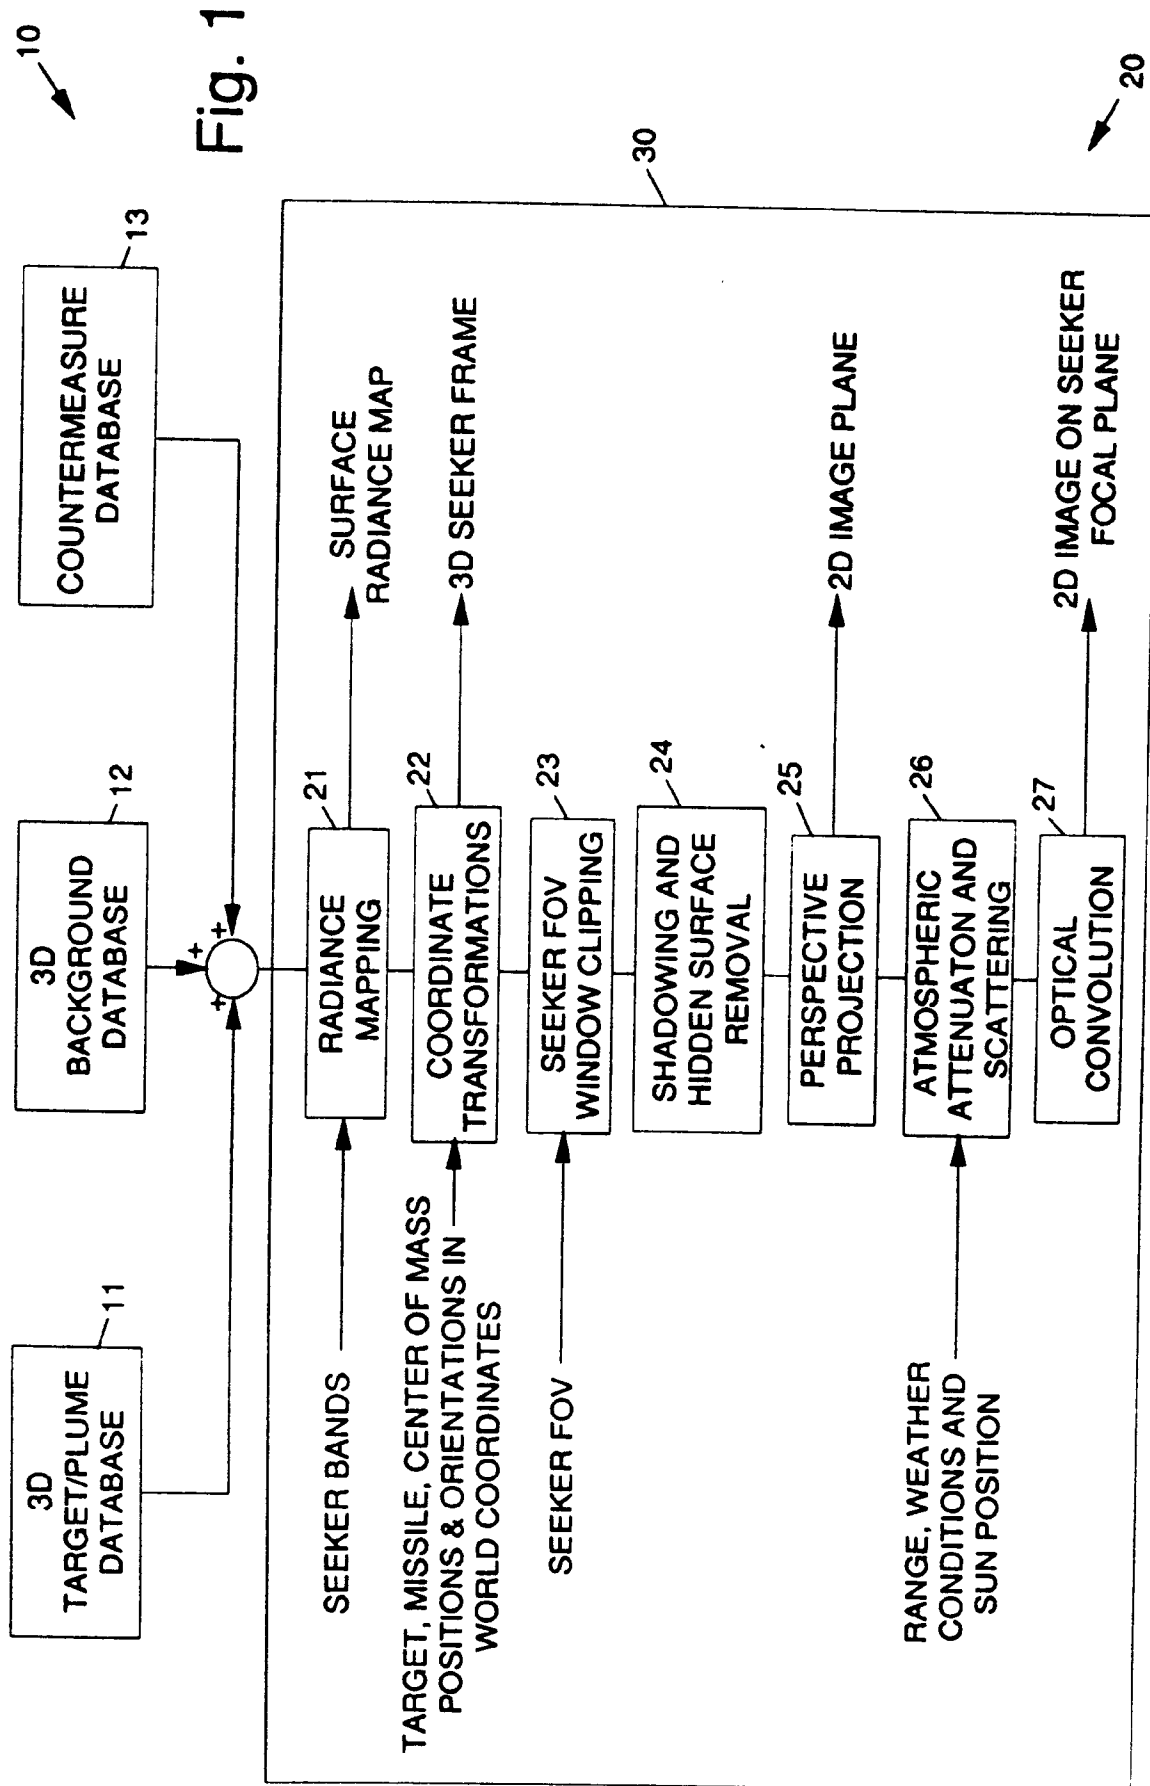 Fig. 1
10
3D
TARGET/PLUME
DATABASE
11
3D
BACKGROUND
DATABASE
12
COUNTERMEASURE
DATABASE
13
+
+
+
30
SEEKER BANDS
RADIANCE
MAPPING
21
SURFACE
RADIANCE MAP
TARGET, MISSILE, CENTER OF MASS
POSITIONS & ORIENTATIONS IN
WORLD COORDINATES
COORDINATE
TRANSFORMATIONS
22
3D SEEKER FRAME
SEEKER FOV
SEEKER FOV
WINDOW CLIPPING
23
SHADOWING AND
HIDDEN SURFACE
REMOVAL
24
PERSPECTIVE
PROJECTION
25
2D IMAGE PLANE
RANGE, WEATHER
CONDITIONS AND
SUN POSITION
ATMOSPHERIC
ATTENUATON AND
SCATTERING
26
OPTICAL
CONVOLUTION
27
2D IMAGE ON SEEKER
FOCAL PLANE
20